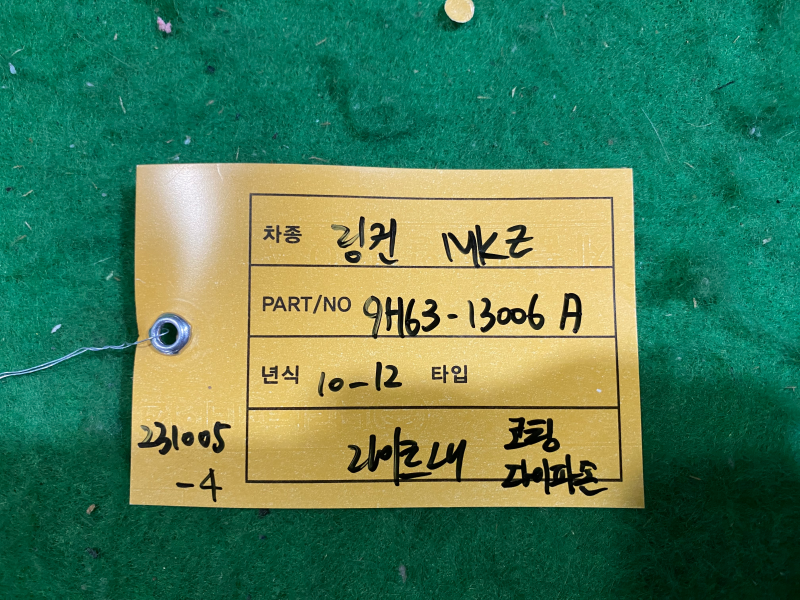 차종 링컨 MKZ
PART/NO 9H63-13006 A
년식 10-12 타입
231005
-4
라이트 LH 코팅
다이파손